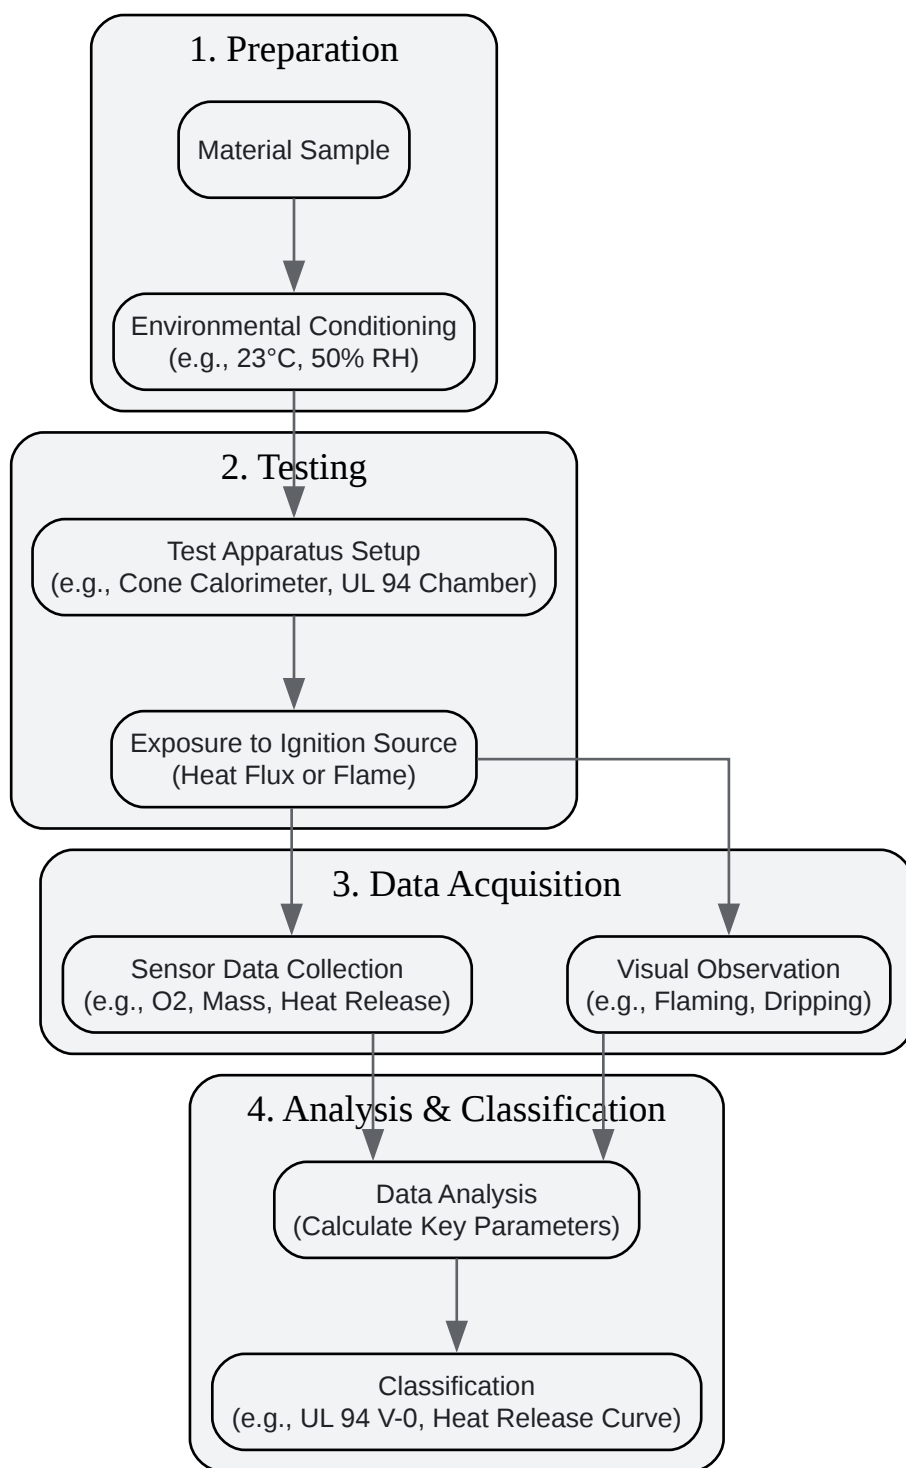 1. Preparation
Material Sample
Environmental Conditioning
(e.g., 23°C, 50% RH)
2. Testing
Test Apparatus Setup
(e.g., Cone Calorimeter, UL 94 Chamber)
Exposure to Ignition Source
(Heat Flux or Flame)
3. Data Acquisition
Sensor Data Collection
(e.g., O2, Mass, Heat Release)
Visual Observation
(e.g., Flaming, Dripping)
4. Analysis & Classification
Data Analysis
(Calculate Key Parameters)
Classification
(e.g., UL 94 V-0, Heat Release Curve)